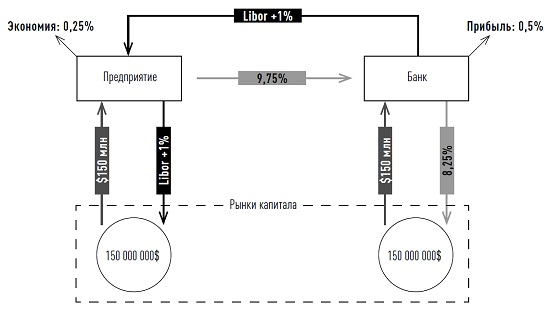 Libor +1%
Экономия: 0,25%
Прибыль: 0,5%
Предприятие
9,75%
Банк
$150 млн
Libor +1%
$150 млн
8,25%
Рынки капитала
150 000 000$
150 000 000$